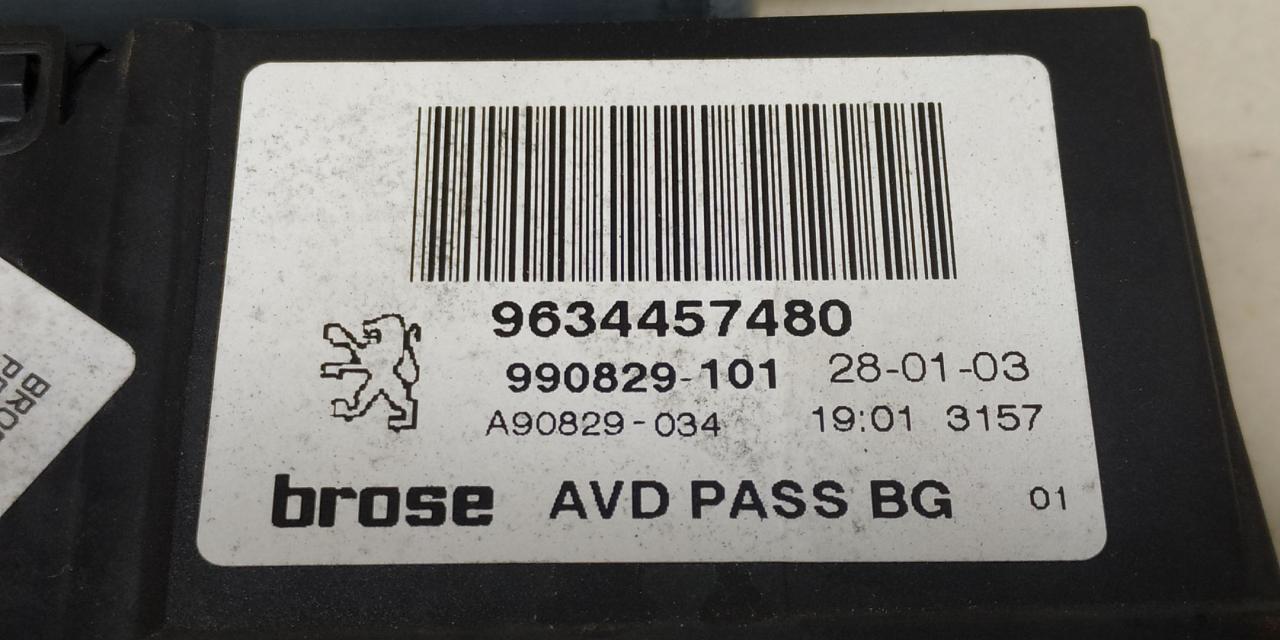 9634457480
990829-101 28-01-03
A90829-034 19:01 3157
brose AVD PASS BG 01